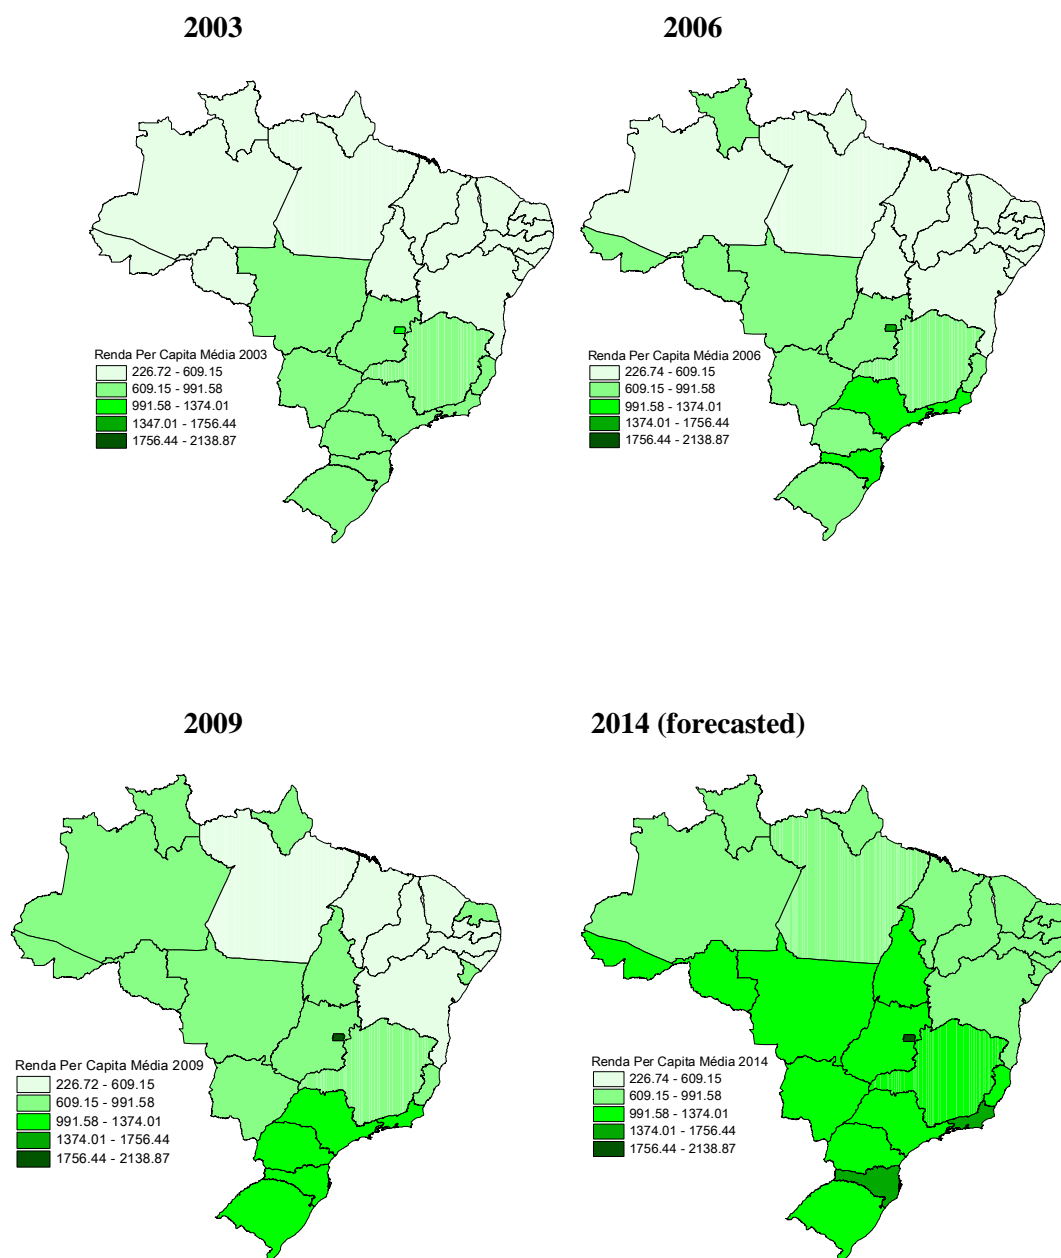 2003
2006
Renda Per Capita Média 2003
226.72 - 609.15
609.15 - 991.58
991.58 - 1374.01
1347.01 - 1756.44
1756.44 - 2138.87
Renda Per Capita Média 2006
226.74 - 609.15
609.15 - 991.58
991.58 - 1374.01
1374.01 - 1756.44
1756.44 - 2138.87
2009
2014 (forecasted)
Renda Per Capita Média 2009
226.72 - 609.15
609.15 - 991.58
991.58 - 1374.01
1374.01 - 1756.44
1756.44 - 2138.87
Renda Per Capita Média 2014
226.74 - 609.15
609.15 - 991.58
991.58 - 1374.01
1374.01 - 1756.44
1756.44 - 2138.87